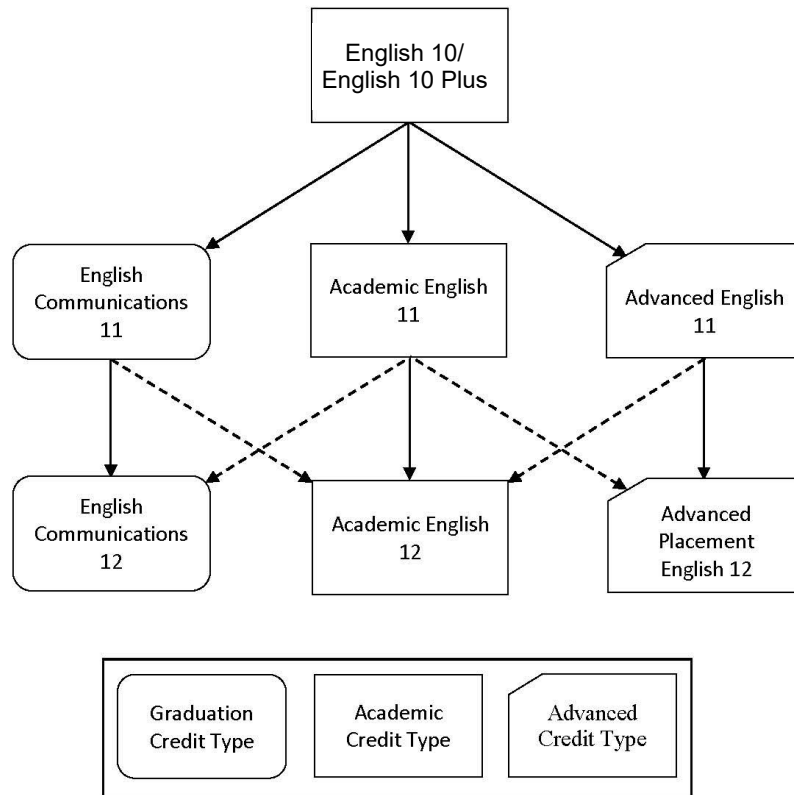 English 10/
English 10 Plus
English
Communications
11
Academic English
11
Advanced English
11
English
Communications
12
Academic English
12
Advanced
Placement
English 12
Graduation
Credit Type
Academic
Credit Type
Advanced
Credit Type